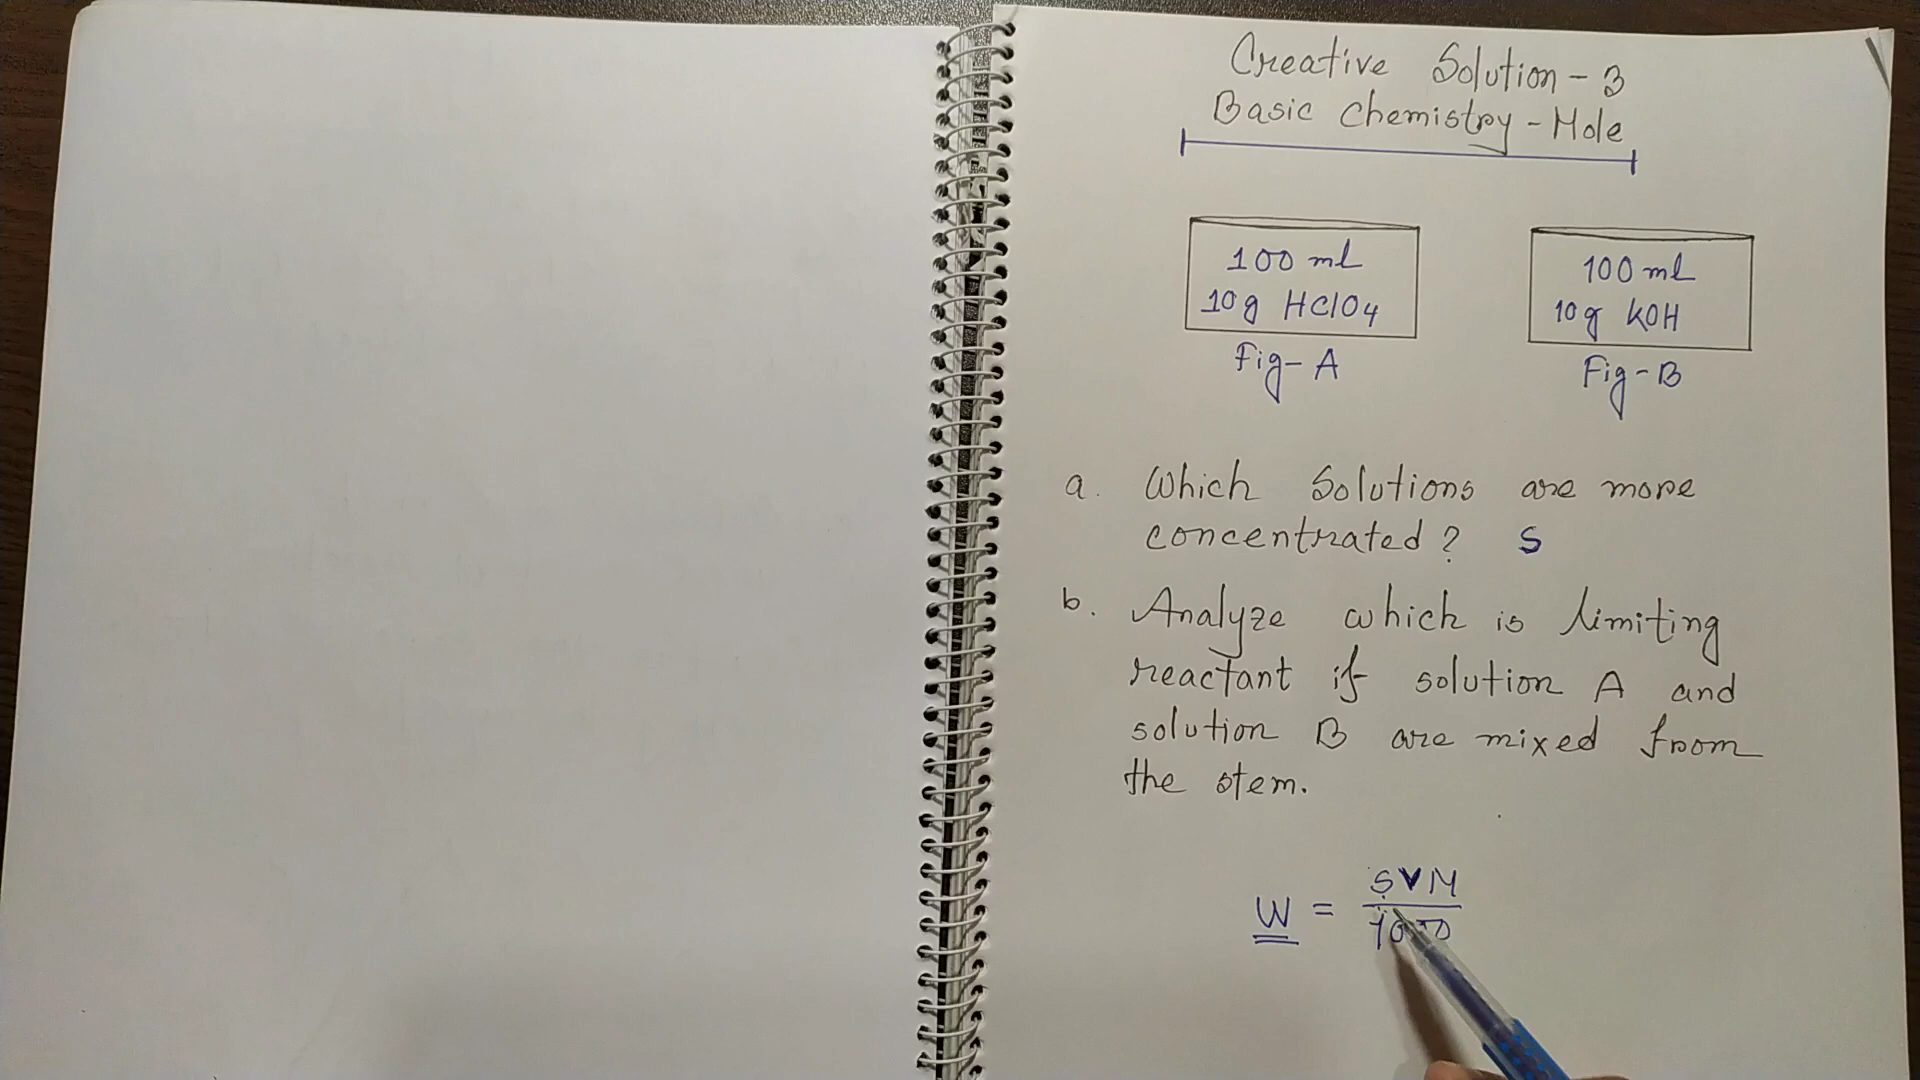 Creative Solution - 3
Basic Chemistry - Mole
100 ml
10g HClO4
Fig- A
100 ml
10g KOH
Fig- B
a. Which Solutions are more
concentrated? S
b. Analyze which is limiting
reactant if solution A and
solution B are mixed from
the stem.
W = SVM
1000